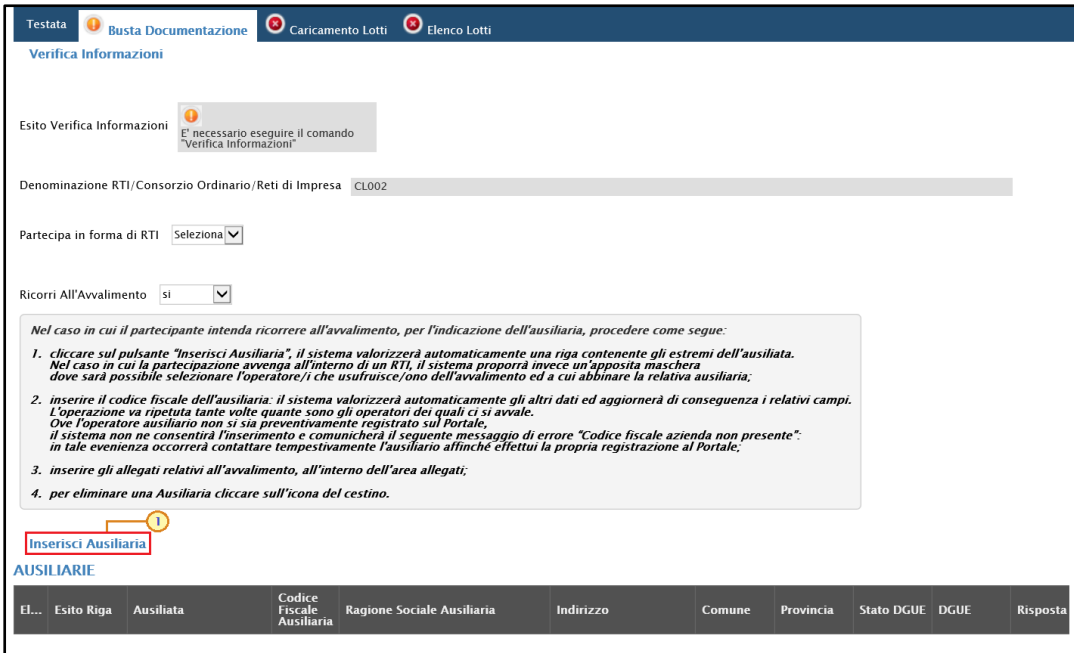 Testata Busta Documentazione Caricamento Lotti Elenco Lotti
Verifica Informazioni
Esito Verifica Informazioni
E' necessario eseguire il comando
"Verifica Informazioni"
Denominazione RTI/Consorzio Ordinario/Reti di Impresa CL002
Partecipa in forma di RTI Seleziona
Ricorri All'Avvalimento si
Nel caso in cui il partecipante intenda ricorrere all'avvalimento, per l'indicazione dell'ausiliaria, procedere come segue:
1. cliccare sul pulsante "Inserisci Ausiliaria", il sistema valorizzerà automaticamente una riga contenente gli estremi dell'ausiliata.
Nel caso in cui la partecipazione avvenga all'interno di un RTI, il sistema proporrà invece un'apposita maschera
dove sarà possibile selezionare l'operatore/i che usufruisce/ono dell'avvalimento ed a cui abbinare la relativa ausiliaria;
2. inserire il codice fiscale dell'ausiliaria: il sistema valorizzerà automaticamente gli altri dati ed aggiornerà di conseguenza i relativi campi.
L'operazione va ripetuta tante volte quante sono gli operatori dei quali ci si avvale.
Ove l'operatore ausiliario non si sia preventivamente registrato sul Portale,
il sistema non ne consentirà l'inserimento e comunicherà il seguente messaggio di errore "Codice fiscale azienda non presente":
in tale evenienza occorrerà contattare tempestivamente l'ausiliario affinché effettui la propria registrazione al Portale;
3. inserire gli allegati relativi all'avvalimento, all'interno dell'area allegati;
4. per eliminare una Ausiliaria cliccare sull'icona del cestino.
1
Inserisci Ausiliaria
AUSILIARIE
El... Esito Riga Ausiliata Codice Fiscale Ausiliaria Ragione Sociale Ausiliaria Indirizzo Comune Provincia Stato DGUE DGUE Risposta